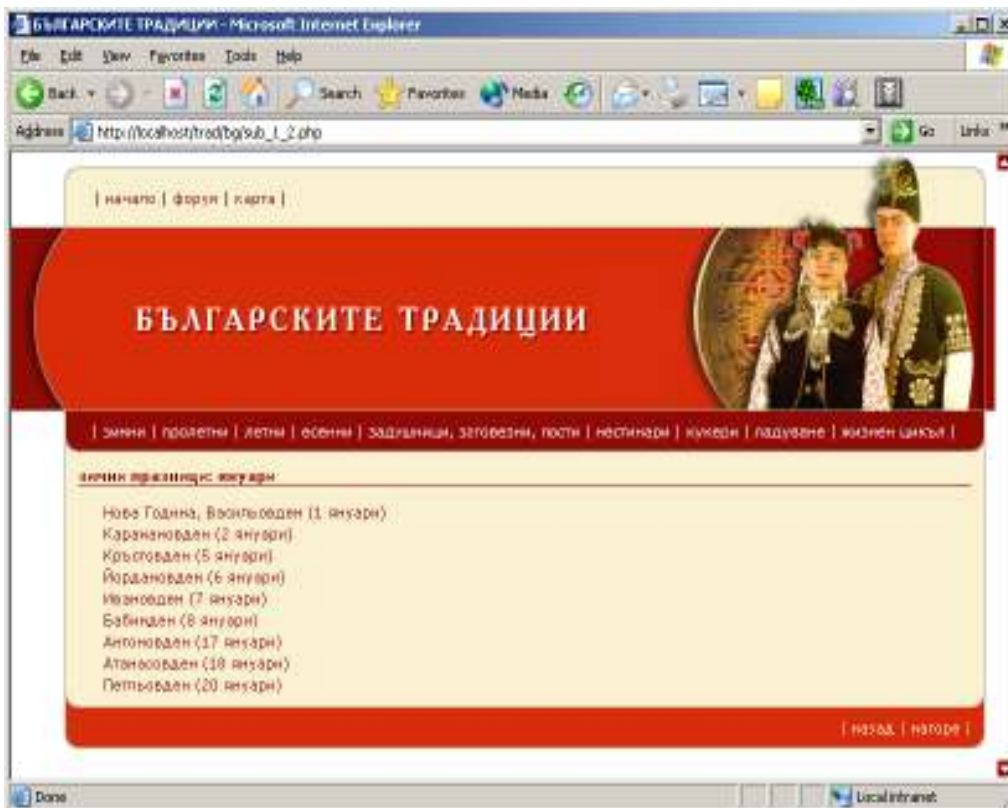 БЪЛГАРСКИТЕ ТРАДИЦИИ - Microsoft Internet Explorer
File Edit View Favorites Tools Help
Back Search Favorites Media
Address http://localhost/trad/bg/sub_1_2.php Go Links
| начало | форум | карта |
БЪЛГАРСКИТЕ ТРАДИЦИИ
| зимни | пролетни | летни | есенни | задушници, заговезни, пости | нестинари | кукери | ладуване | жизнен цикъл |
зимни празници: януари
Нова Година, Васильовден (1 януари)
Карамановден (2 януари)
Кръстовден (5 януари)
Йордановден (6 януари)
Ивановден (7 януари)
Бабинден (8 януари)
Антоновден (17 януари)
Атанасовден (18 януари)
Петльовден (20 януари)
| назад | нагоре |
Done Local intranet